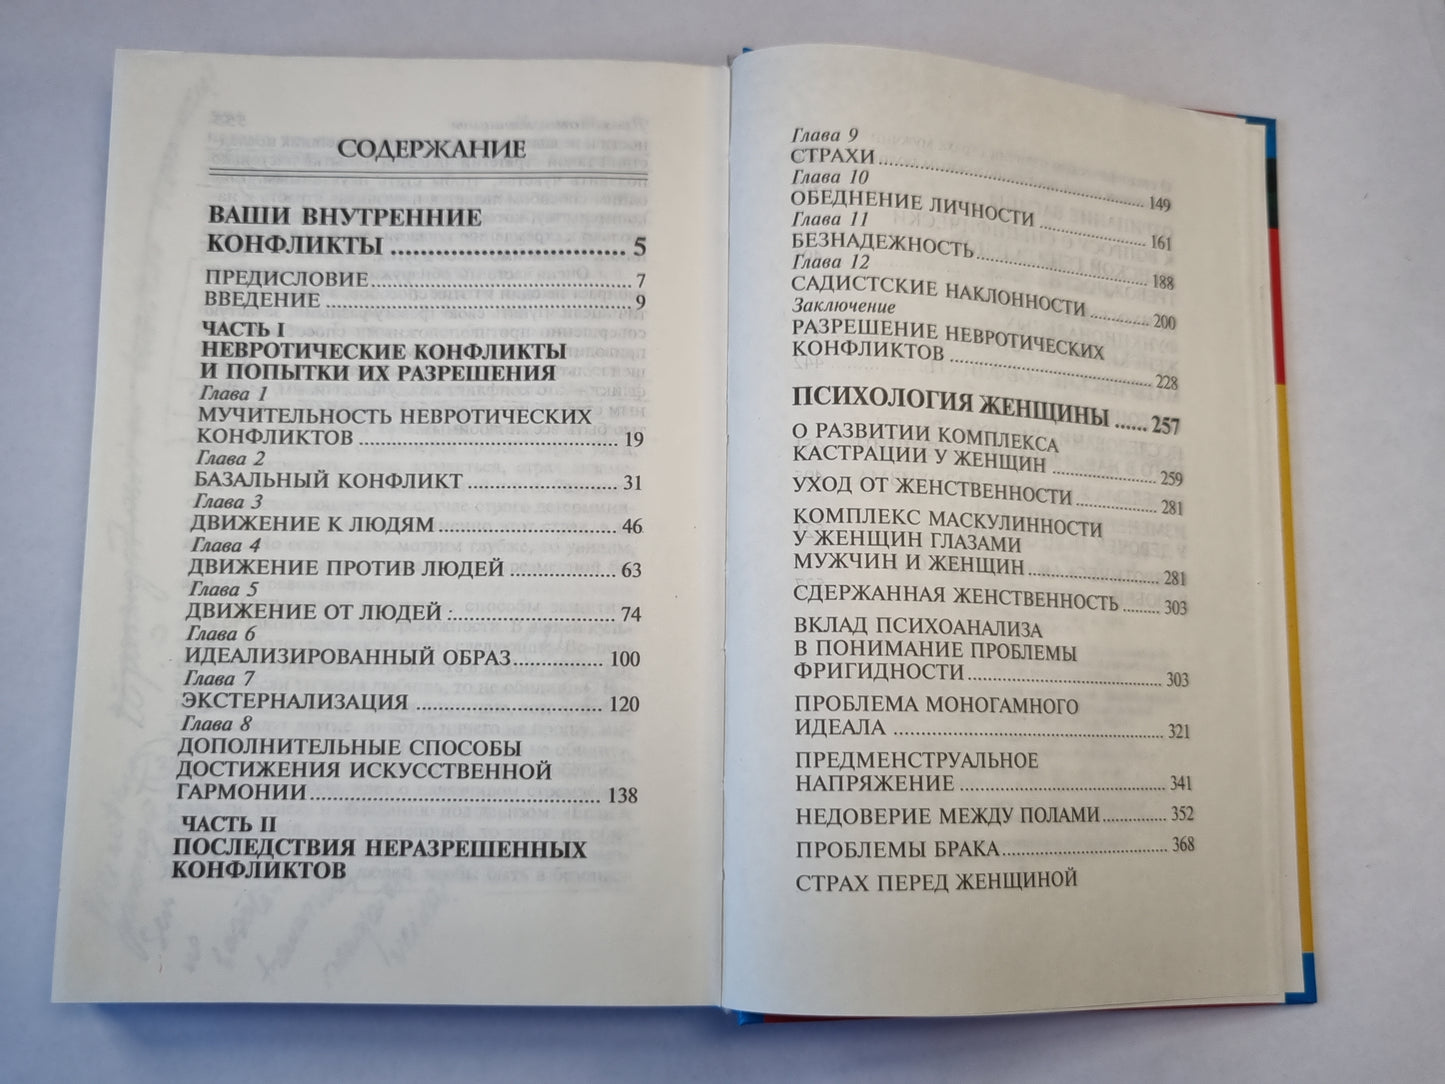 СОДЕРЖАНИЕ
ВАШИ ВНУТРЕННИЕ
КОНФЛИКТЫ ........ 5
ПРЕДИСЛОВИЕ ........ 7
ВВЕДЕНИЕ ........ 9
ЧАСТЬ I
НЕВРОТИЧЕСКИЕ КОНФЛИКТЫ
И ПОПЫТКИ ИХ РАЗРЕШЕНИЯ
Глава 1
МУЧИТЕЛЬНОСТЬ НЕВРОТИЧЕСКИХ
КОНФЛИКТОВ ........ 19
Глава 2
БАЗАЛЬНЫЙ КОНФЛИКТ ........ 31
Глава 3
ДВИЖЕНИЕ К ЛЮДЯМ ........ 46
Глава 4
ДВИЖЕНИЕ ПРОТИВ ЛЮДЕЙ ........ 63
Глава 5
ДВИЖЕНИЕ ОТ ЛЮДЕЙ ........ 74
Глава 6
ИДЕАЛИЗИРОВАННЫЙ ОБРАЗ ........ 100
Глава 7
ЭКСТЕРНАЛИЗАЦИЯ ........ 120
Глава 8
ДОПОЛНИТЕЛЬНЫЕ СПОСОБЫ
ДОСТИЖЕНИЯ ИСКУССТВЕННОЙ
ГАРМОНИИ ........ 138
ЧАСТЬ II
ПОСЛЕДСТВИЯ НЕРАЗРЕШЕННЫХ
КОНФЛИКТОВ
Глава 9
СТРАХИ ........ 149
Глава 10
ОБЕДНЕНИЕ ЛИЧНОСТИ ........ 161
Глава 11
БЕЗНАДЕЖНОСТЬ ........ 188
Глава 12
САДИСТСКИЕ НАКЛОННОСТИ ........ 200
Заключение
РАЗРЕШЕНИЕ НЕВРОТИЧЕСКИХ
КОНФЛИКТОВ ........ 228
ПСИХОЛОГИЯ ЖЕНЩИНЫ ...... 257
О РАЗВИТИИ КОМПЛЕКСА
КАСТРАЦИИ У ЖЕНЩИН ........ 259
УХОД ОТ ЖЕНСТВЕННОСТИ ........ 281
КОМПЛЕКС МАСКУЛИННОСТИ
У ЖЕНЩИН ГЛАЗАМИ
МУЖЧИН И ЖЕНЩИН ........ 281
СДЕРЖАННАЯ ЖЕНСТВЕННОСТЬ ........ 303
ВКЛАД ПСИХОАНАЛИЗА
В ПОНИМАНИЕ ПРОБЛЕМЫ
ФРИГИДНОСТИ ........ 303
ПРОБЛЕМА МОНОГАМНОГО
ИДЕАЛА ........ 321
ПРЕДМЕНСТРУАЛЬНОЕ
НАПРЯЖЕНИЕ ........ 341
НЕДОВЕРИЕ МЕЖДУ ПОЛАМИ ........ 352
ПРОБЛЕМЫ БРАКА ........ 368
СТРАХ ПЕРЕД ЖЕНЩИНОЙ